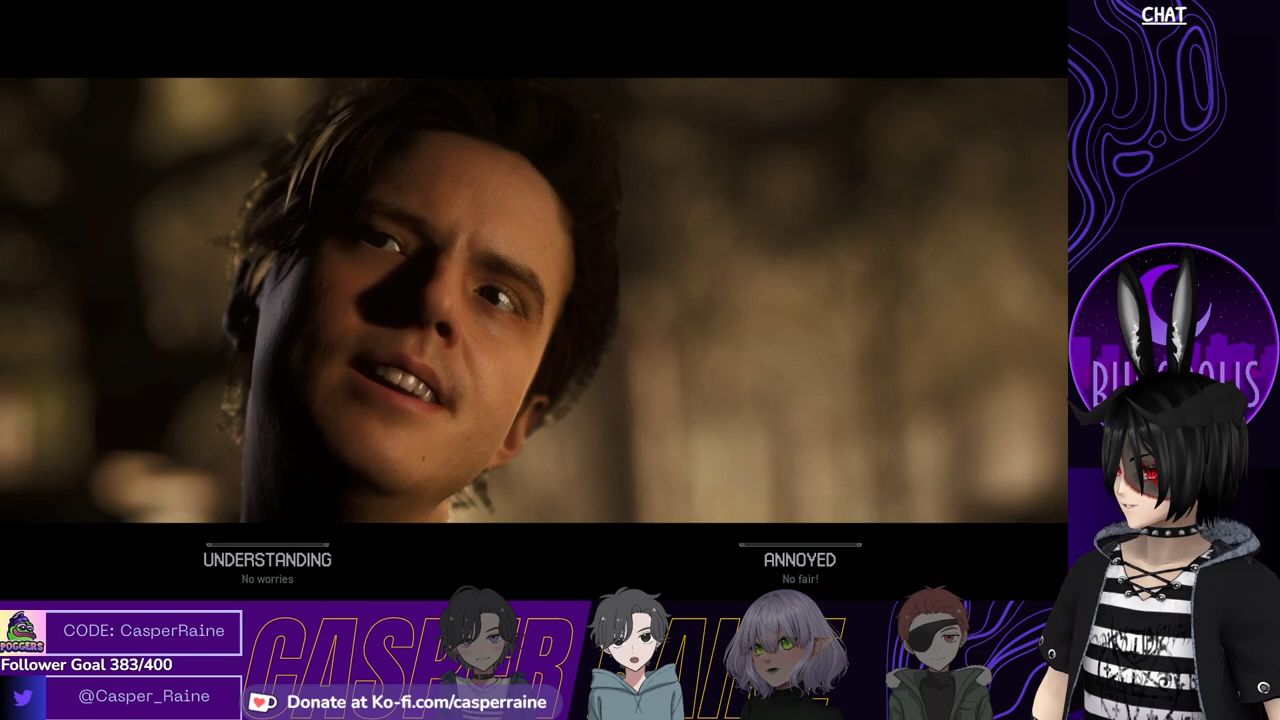 CHAT
UNDERSTANDING
No worries
ANNOYED
No fair!
POGGERS
CODE: CasperRaine
Follower Goal 383/400
@Casper_Raine
Donate at Ko-fi.com/casperraine